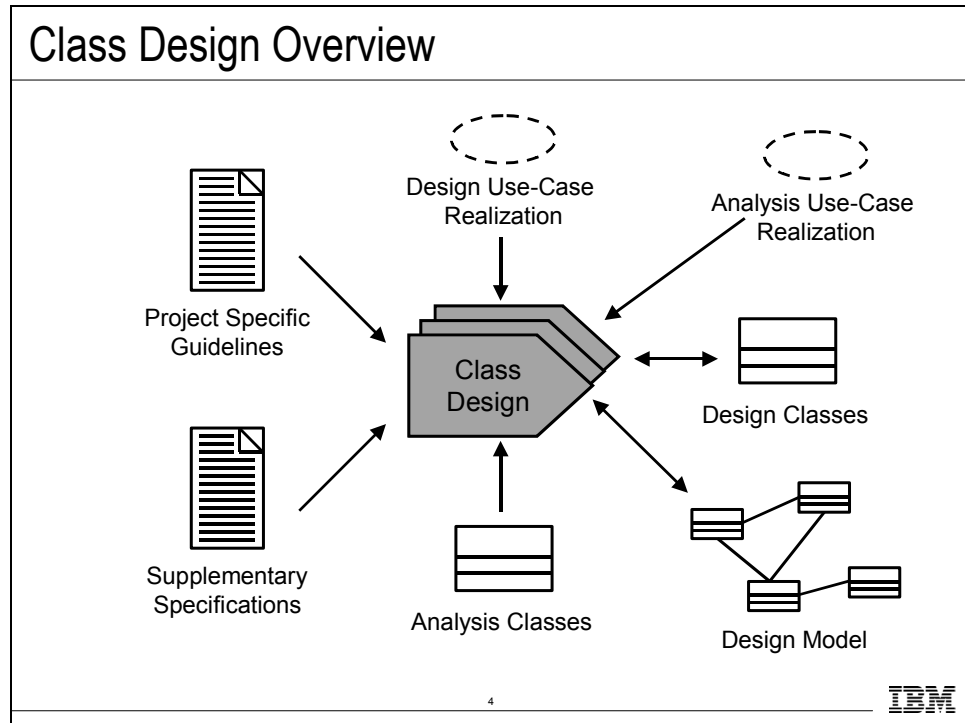 Class Design Overview
Design Use-Case
Realization
Analysis Use-Case
Realization
Project Specific
Guidelines
Class
Design
Design Classes
Supplementary
Specifications
Analysis Classes
Design Model
4
IBM